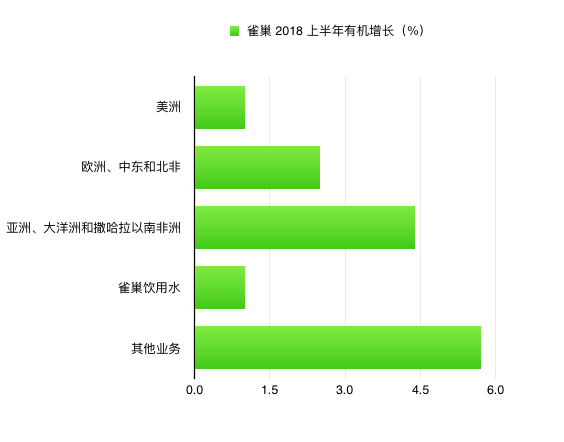 雀巢 2018 上半年有机增长（%）
美洲
欧洲、中东和北非
亚洲、大洋洲和撒哈拉以南非洲
雀巢饮用水
其他业务
0.0 1.5 3.0 4.5 6.0